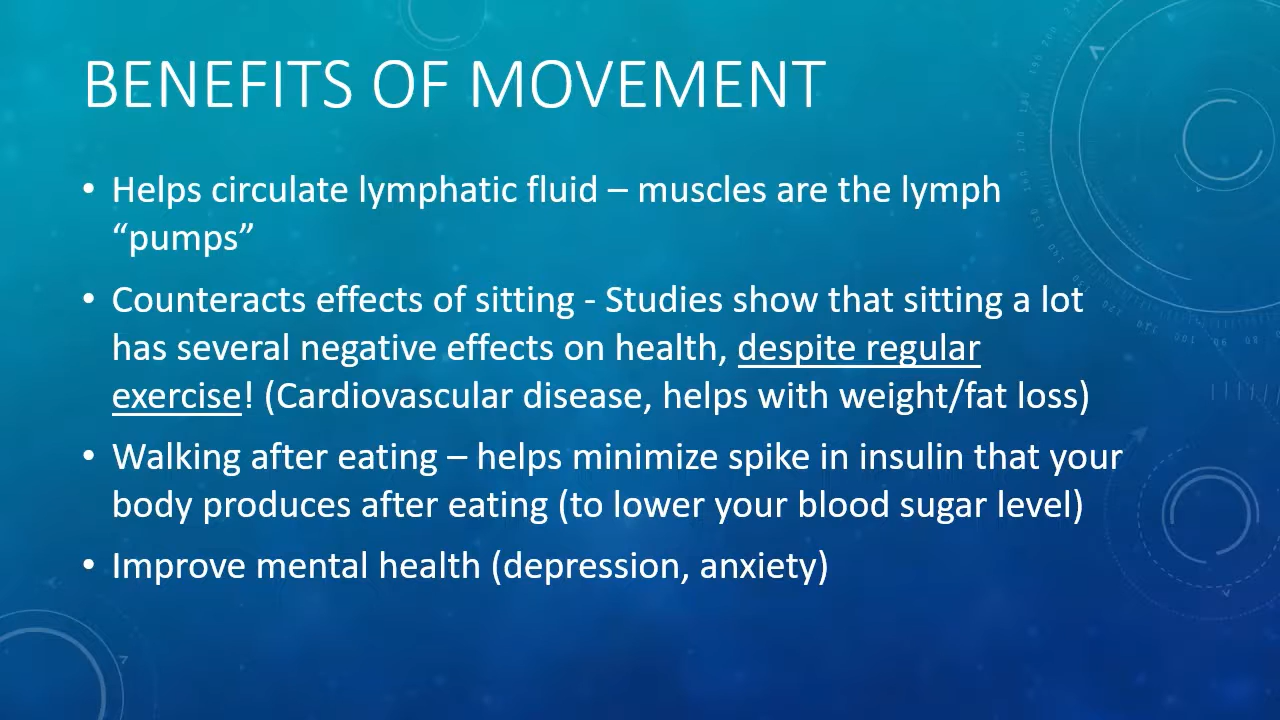 BENEFITS OF MOVEMENT
• Helps circulate lymphatic fluid – muscles are the lymph
“pumps”
• Counteracts effects of sitting - Studies show that sitting a lot
has several negative effects on health, despite regular
exercise! (Cardiovascular disease, helps with weight/fat loss)
• Walking after eating – helps minimize spike in insulin that your
body produces after eating (to lower your blood sugar level)
• Improve mental health (depression, anxiety)